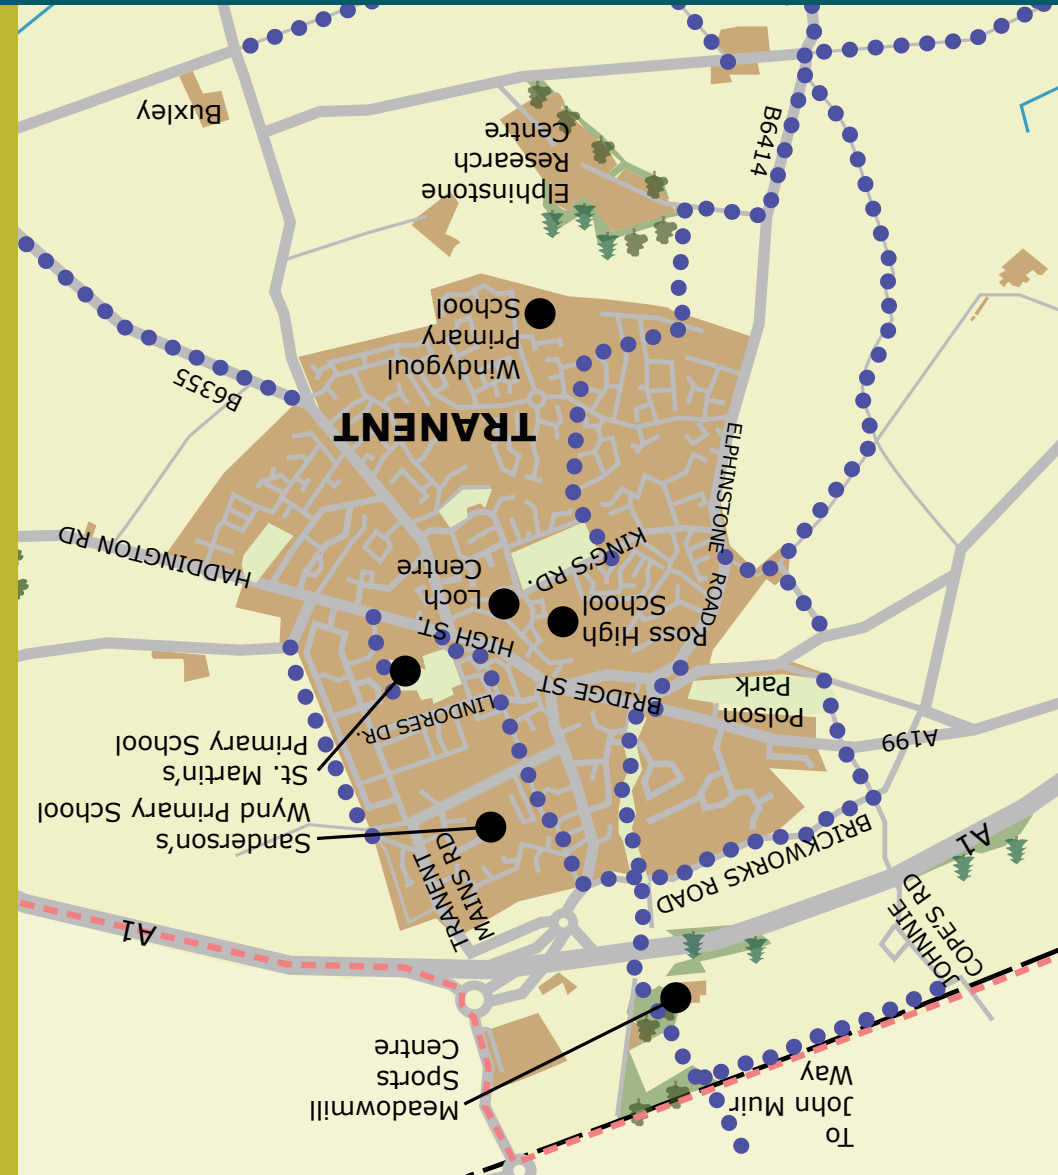 To
John Muir
Way
Meadowmill
Sports
Centre
JOHNNIE
COPE'S RD
A1
A1
TRANENT
MAINS RD
BRICKWORKS ROAD
Sanderson's
Wynd Primary School
St. Martin's
Primary School
A199
Polson
Park
BRIDGE ST
LINDORES DR.
HIGH ST.
Ross High
School
Loch
Centre
KING'S RD.
ELPHINSTONE ROAD
HADDINGTON RD
TRANENT
B6355
Windygoul
Primary
School
Elphinstone
Research
Centre
B6414
Buxley